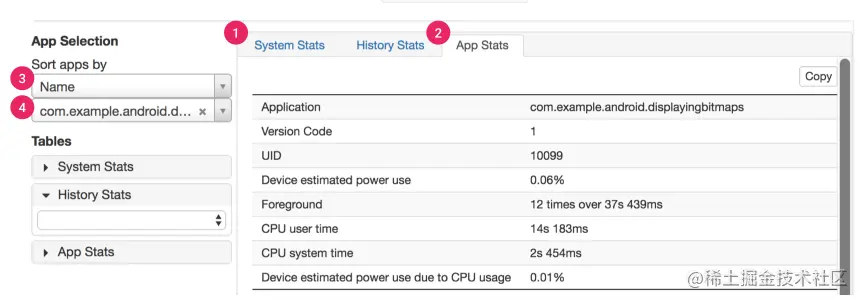 App Selection
Sort apps by
3
Name
4
com.example.android.d... ×
Tables
System Stats
History Stats
App Stats
1
System Stats
History Stats
2
App Stats
Copy
Application com.example.android.displayingbitmaps
Version Code 1
UID 10099
Device estimated power use 0.06%
Foreground 12 times over 37s 439ms
CPU user time 14s 183ms
CPU system time 2s 454ms
Device estimated power use due to CPU usage 0.01%
@稀土掘金技术社区